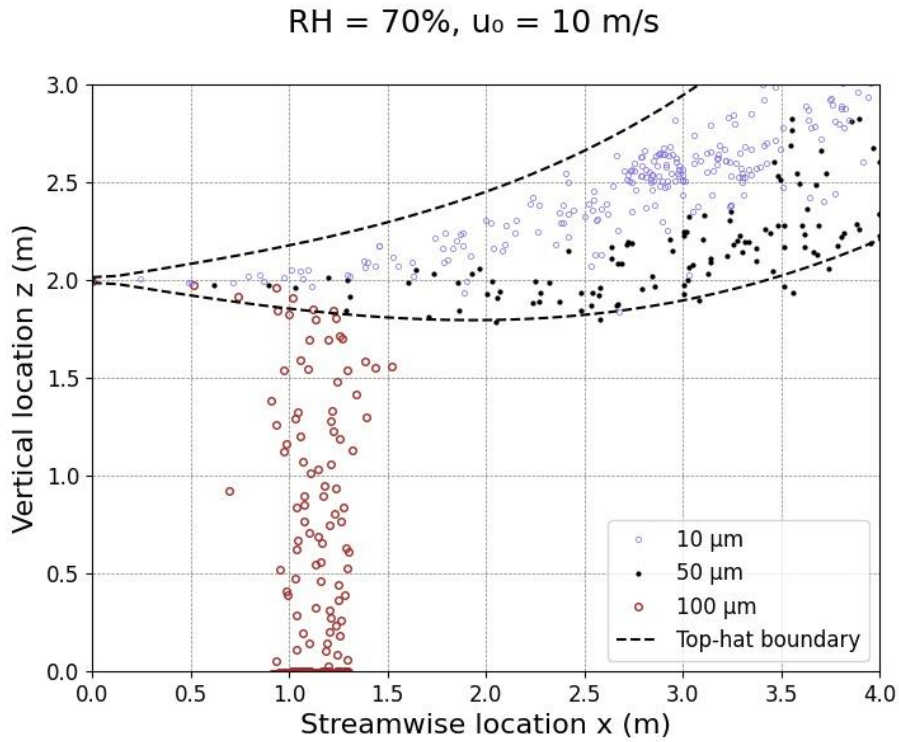 RH = 70%, u₀ = 10 m/s
3.0
2.5
2.0
1.5
1.0
0.5
0.0
Vertical location z (m)
10 μm
50 μm
100 μm
Top-hat boundary
0.0 0.5 1.0 1.5 2.0 2.5 3.0 3.5 4.0
Streamwise location x (m)